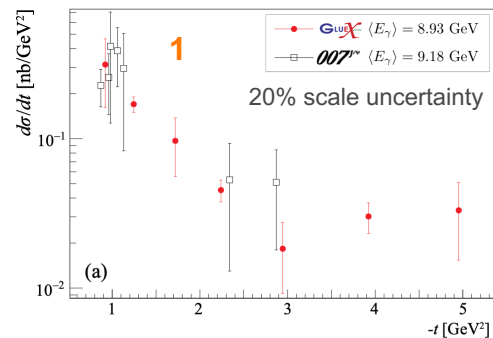 dσ/dt [nb/GeV²]
1
GLUEX ⟨Eγ⟩ = 8.93 GeV
007 J/ψ ⟨Eγ⟩ = 9.18 GeV
20% scale uncertainty
10⁻¹
(a)
10⁻²
1 2 3 4 5
-t [GeV²]